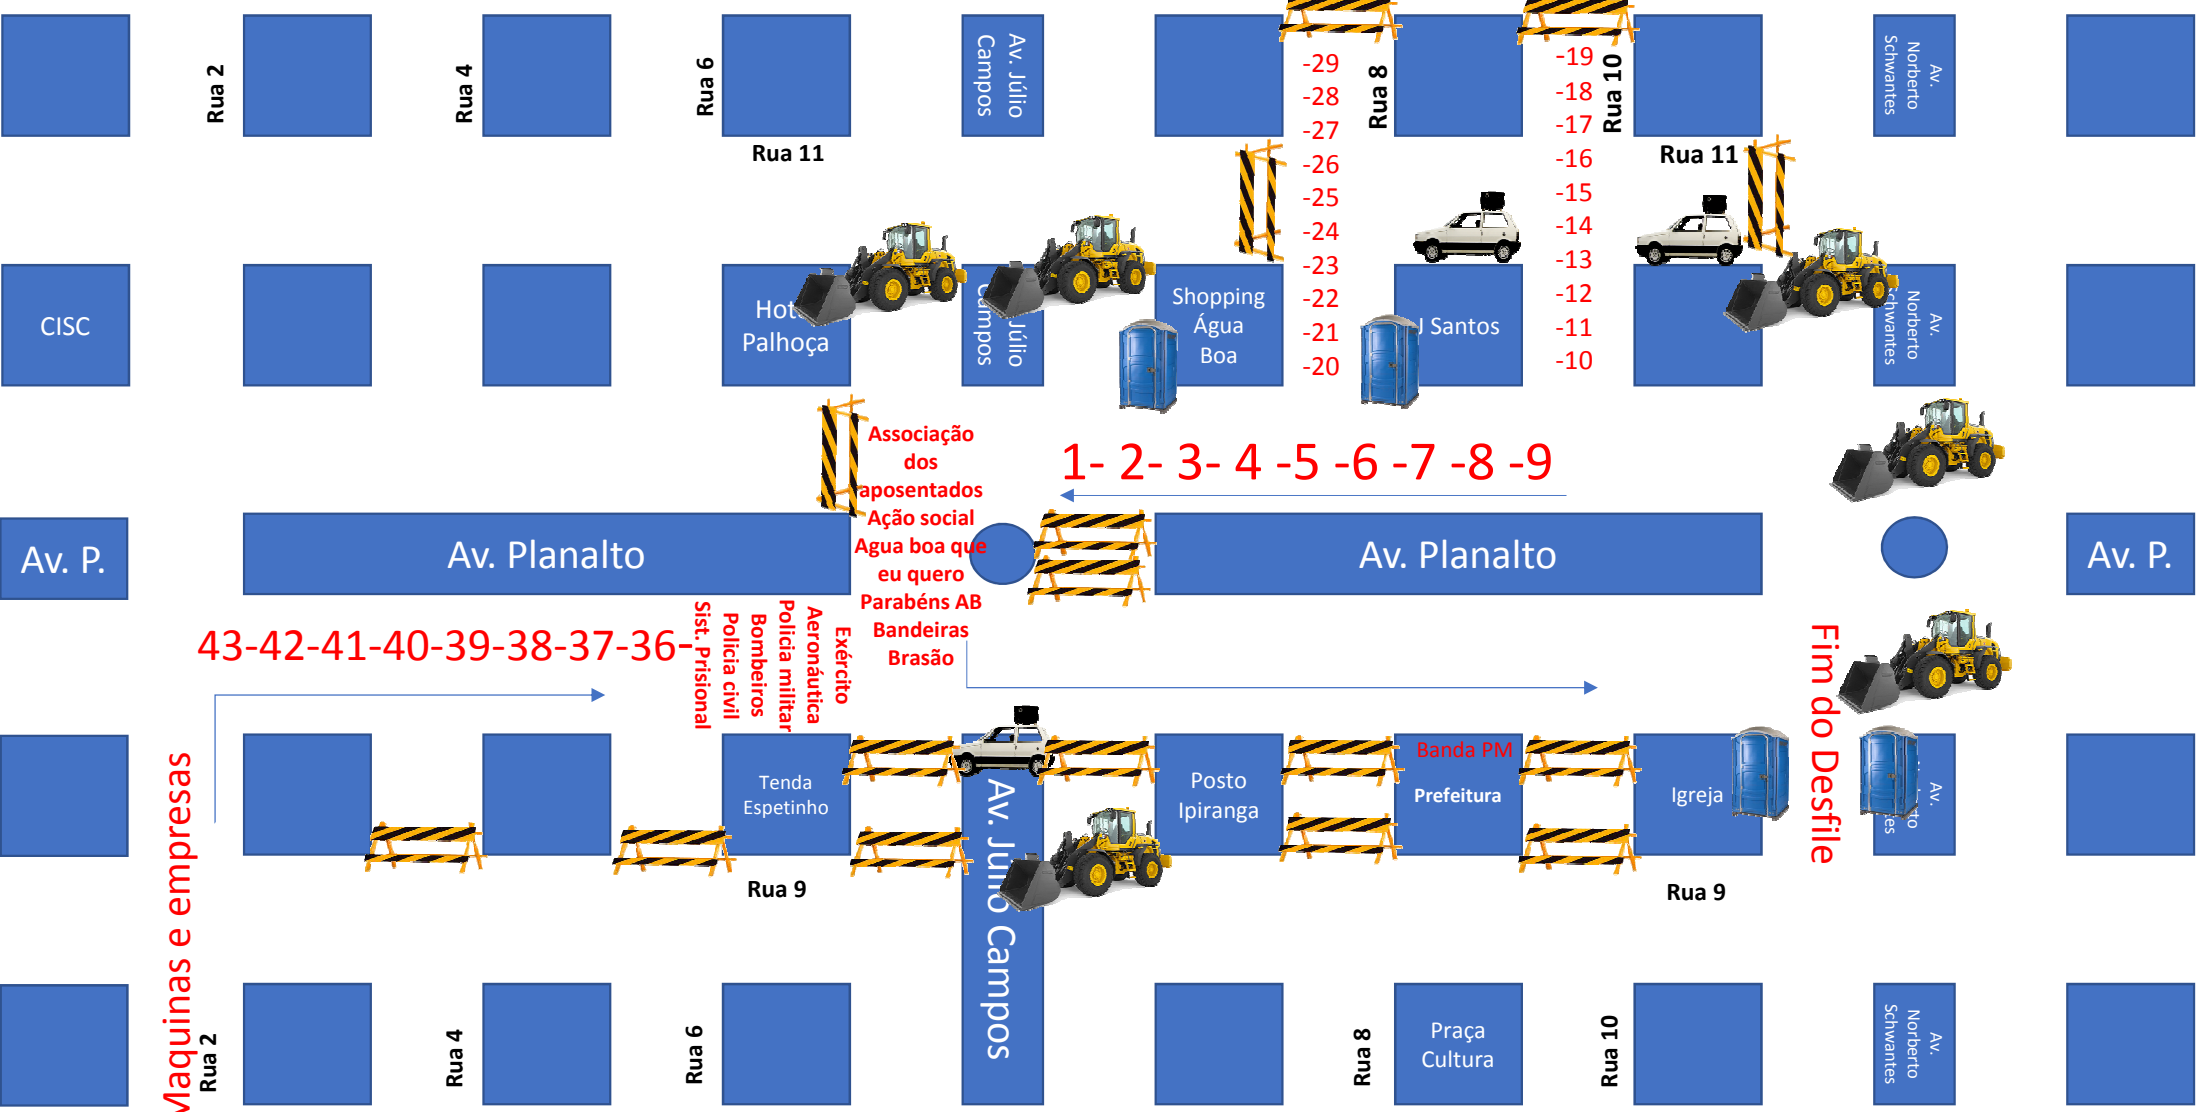 Rua 2
Rua 4
Rua 6
Av. Júlio
Campos
-29
-28
-27
-26
-25
-24
-23
-22
-21
-20
Rua 8
-19
-18
-17
-16
-15
-14
-13
-12
-11
-10
Rua 10
Av.
Norberto
Schwantes
Rua 11
Rua 11
CISC
Palhoça
Júlio
Shopping
Água
Boa
J Santos
Av.
Norberto
Schwantes
Associação
dos
aposentados
Ação social
Agua boa que
eu quero
Parabéns AB
Bandeiras
Brasão
1- 2- 3- 4 -5 -6 -7 -8 -9
Av. P.
Av. Planalto
Av. Planalto
Av. P.
43-42-41-40-39-38-37-36-
Sist. Prisional
Policia civil
Bombeiros
Policia militar
Aeronáutica
Exército
Fim do Desfile
Maquinas e empresas
Tenda
Espetinho
Av. Júlio Campos
Posto
Ipiranga
Banda PM
Prefeitura
Igreja
Av.
Rua 9
Rua 9
Rua 2
Rua 4
Rua 6
Rua 8
Praça
Cultura
Rua 10
Av.
Norberto
Schwantes